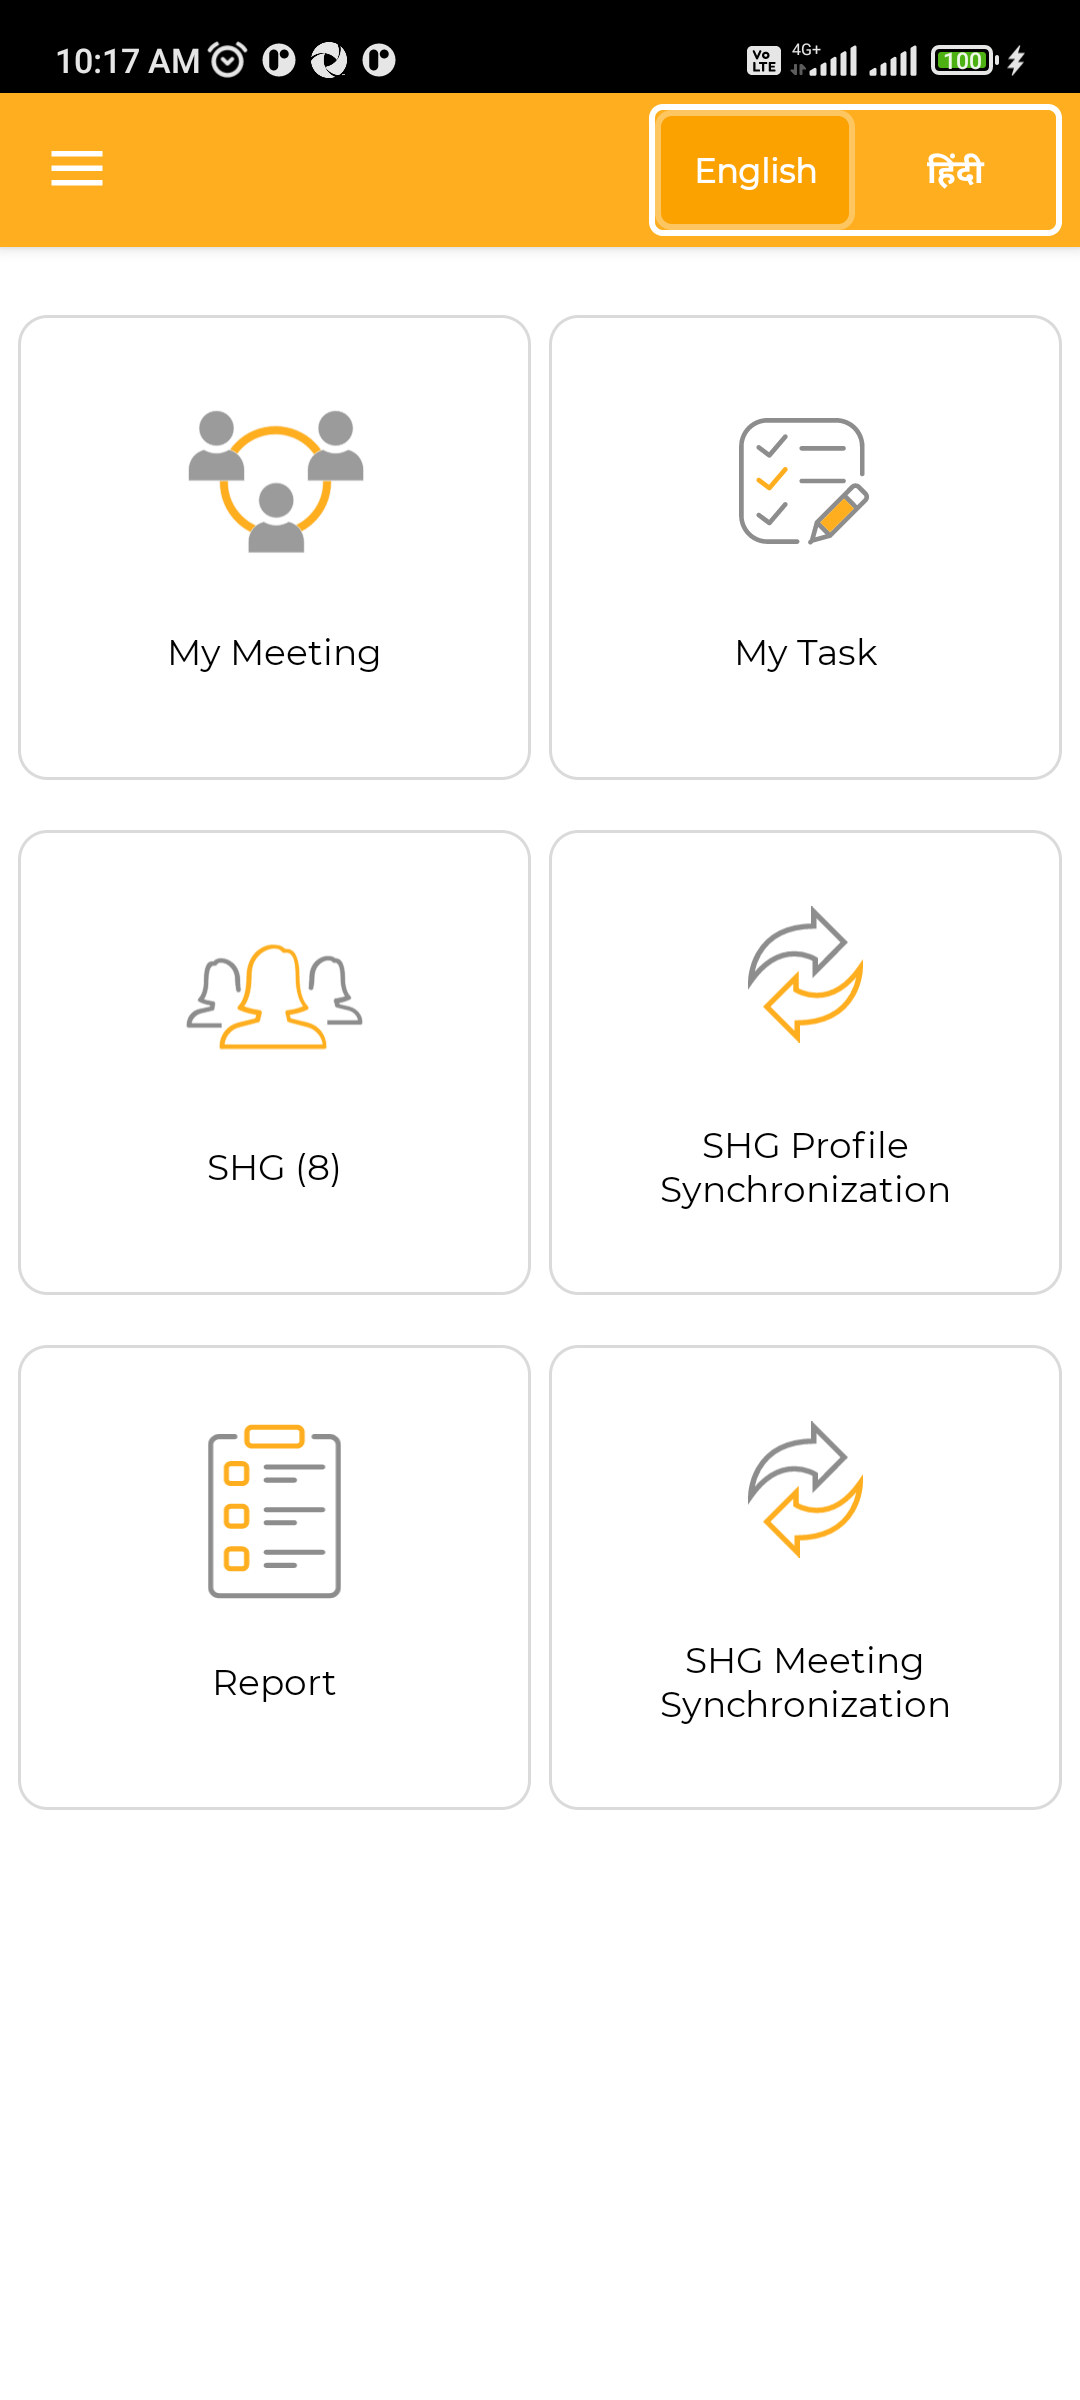 10:17 AM
Vo
LTE
4G+
100
English
हिंदी
My Meeting
My Task
SHG (8)
SHG Profile
Synchronization
Report
SHG Meeting
Synchronization